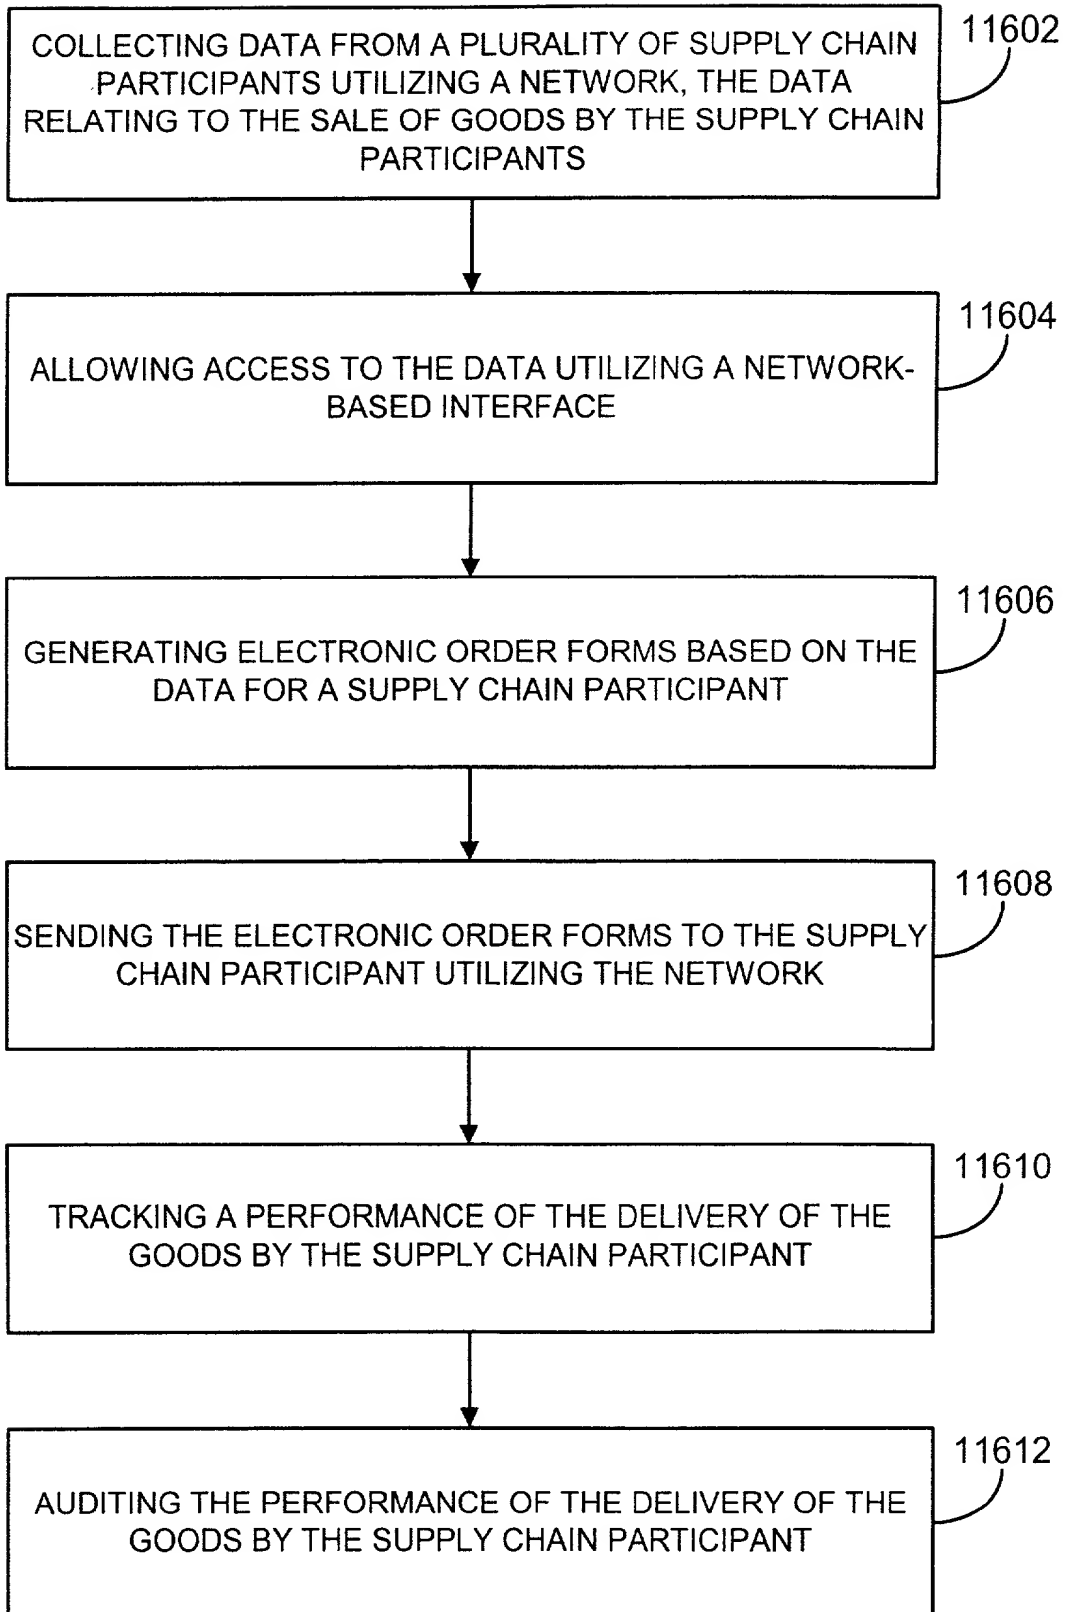 COLLECTING DATA FROM A PLURALITY OF SUPPLY CHAIN
PARTICIPANTS UTILIZING A NETWORK, THE DATA
RELATING TO THE SALE OF GOODS BY THE SUPPLY CHAIN
PARTICIPANTS
11602
ALLOWING ACCESS TO THE DATA UTILIZING A NETWORK-
BASED INTERFACE
11604
GENERATING ELECTRONIC ORDER FORMS BASED ON THE
DATA FOR A SUPPLY CHAIN PARTICIPANT
11606
SENDING THE ELECTRONIC ORDER FORMS TO THE SUPPLY
CHAIN PARTICIPANT UTILIZING THE NETWORK
11608
TRACKING A PERFORMANCE OF THE DELIVERY OF THE
GOODS BY THE SUPPLY CHAIN PARTICIPANT
11610
AUDITING THE PERFORMANCE OF THE DELIVERY OF THE
GOODS BY THE SUPPLY CHAIN PARTICIPANT
11612